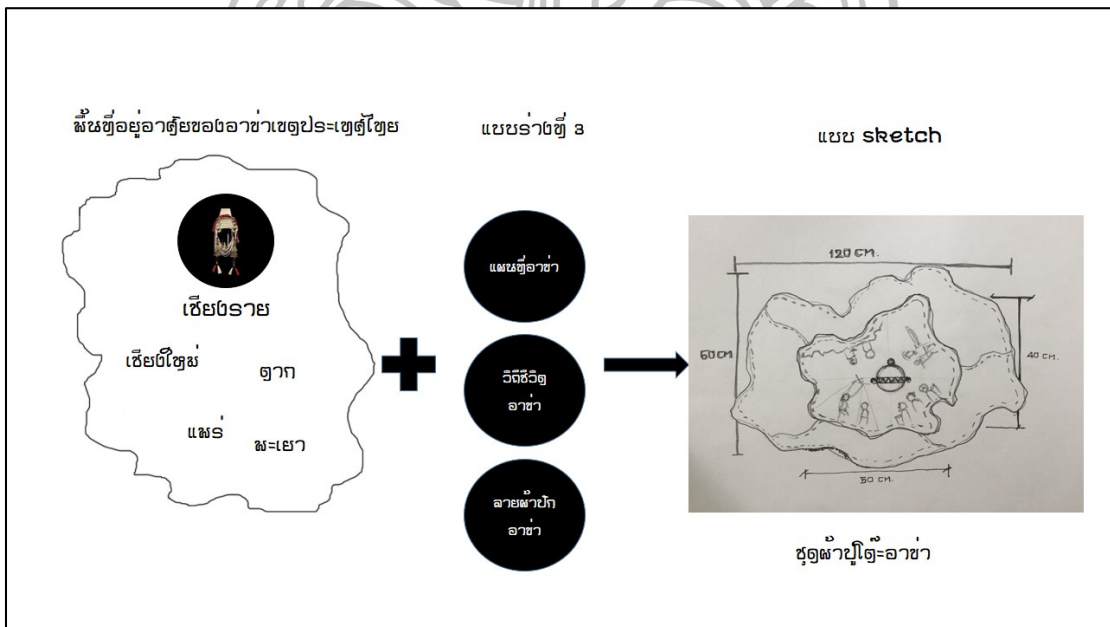 พื้นที่อยู่อาศัยของอาข่าเขตประเทศไทย
เชียงราย
เชียงใหม่
ตาก
แพร่
พะเยา
แบบร่างที่ 3
แผนที่อาข่า
วิถีชีวิต
อาข่า
ลายผ้าปัก
อาข่า
แบบ sketch
120 CM.
60 CM
40 CM.
50 CM.
ชุดผ้าปูโต๊ะอาข่า